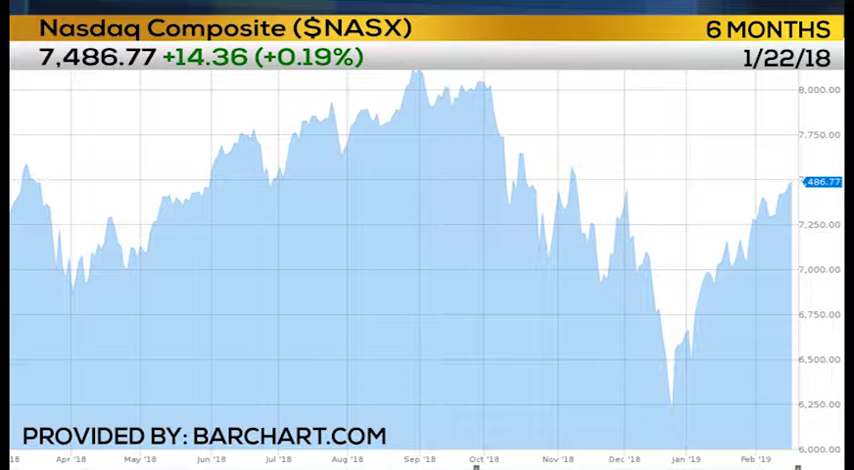 Nasdaq Composite ($NASX)
6 MONTHS
7,486.77 +14.36 (+0.19%)
1/22/18
8,000.00
7,750.00
486.77
7,250.00
7,000.00
6,750.00
6,500.00
6,250.00
6,000.00
PROVIDED BY: BARCHART.COM
'18 Apr '18 May '18 Jun '18 Jul '18 Aug '18 Sep '18 Oct '18 Nov '18 Dec '18 Jan '19 Feb '19